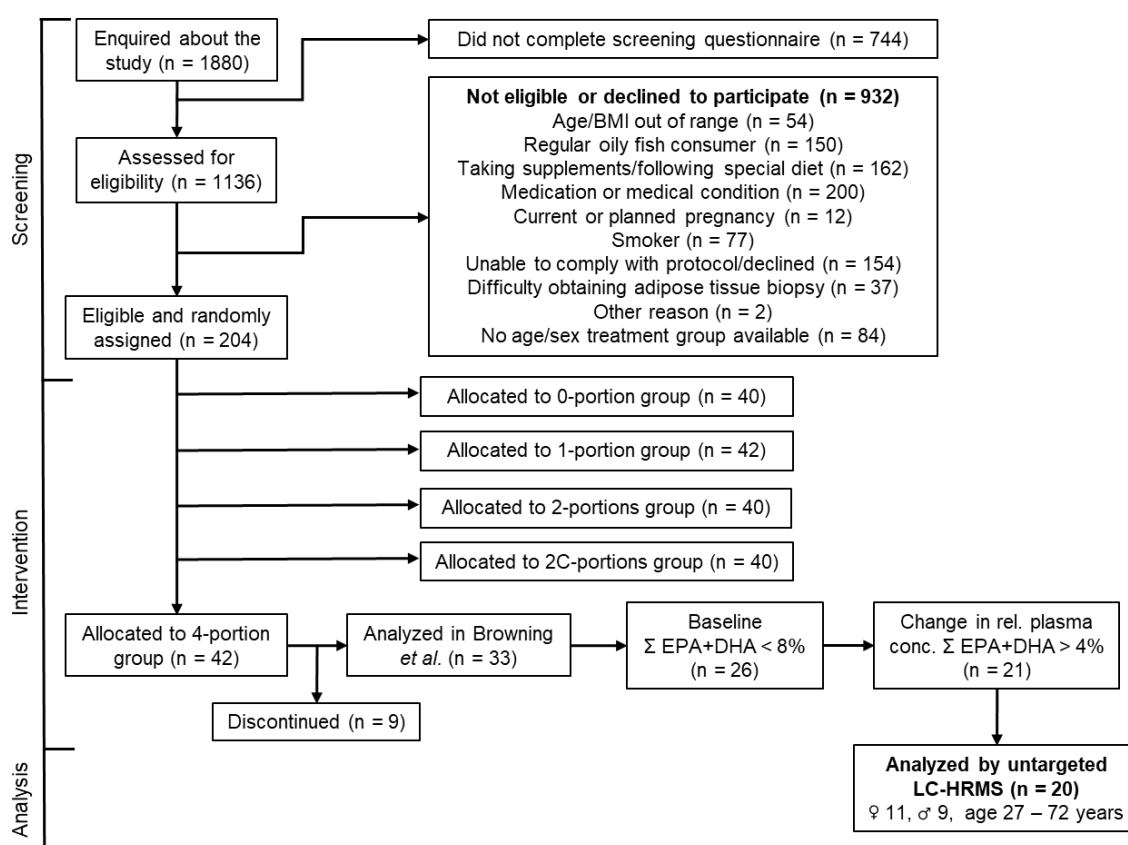 Screening
Enquired about the
study (n = 1880)
Did not complete screening questionnaire (n = 744)
Assessed for
eligibility (n = 1136)
Not eligible or declined to participate (n = 932)
Age/BMI out of range (n = 54)
Regular oily fish consumer (n = 150)
Taking supplements/following special diet (n = 162)
Medication or medical condition (n = 200)
Current or planned pregnancy (n = 12)
Smoker (n = 77)
Unable to comply with protocol/declined (n = 154)
Difficulty obtaining adipose tissue biopsy (n = 37)
Other reason (n = 2)
No age/sex treatment group available (n = 84)
Eligible and randomly
assigned (n = 204)
Intervention
Allocated to 0-portion group (n = 40)
Allocated to 1-portion group (n = 42)
Allocated to 2-portions group (n = 40)
Allocated to 2C-portions group (n = 40)
Allocated to 4-portion
group (n = 42)
Discontinued (n = 9)
Analyzed in Browning
et al. (n = 33)
Baseline
Σ EPA+DHA < 8%
(n = 26)
Change in rel. plasma
conc. Σ EPA+DHA > 4%
(n = 21)
Analysis
Analyzed by untargeted
LC-HRMS (n = 20)
♀ 11, ♂ 9, age 27 – 72 years